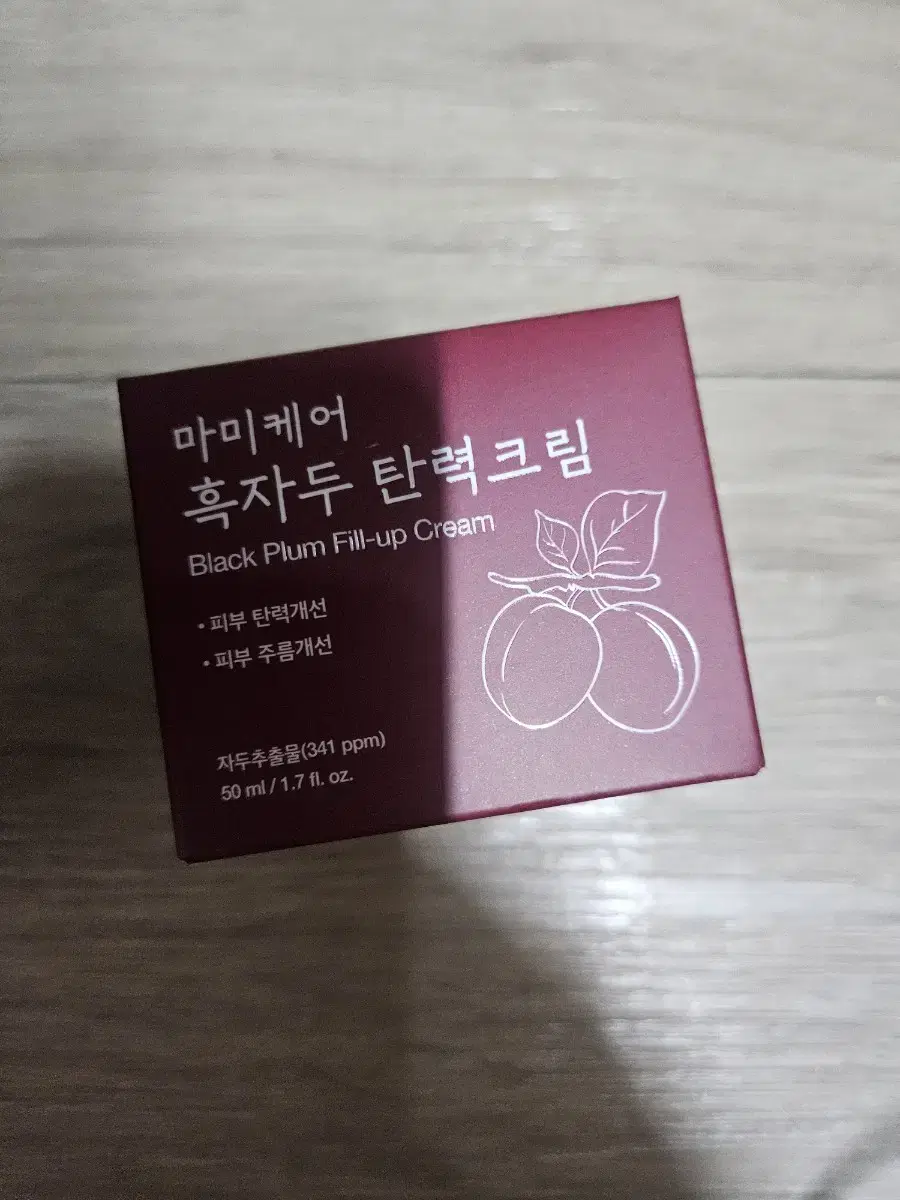 마미케어
흑자두 탄력크림
Black Plum Fill-up Cream
• 피부 탄력개선
• 피부 주름개선
자두추출물(341 ppm)
50 ml / 1.7 fl. oz.